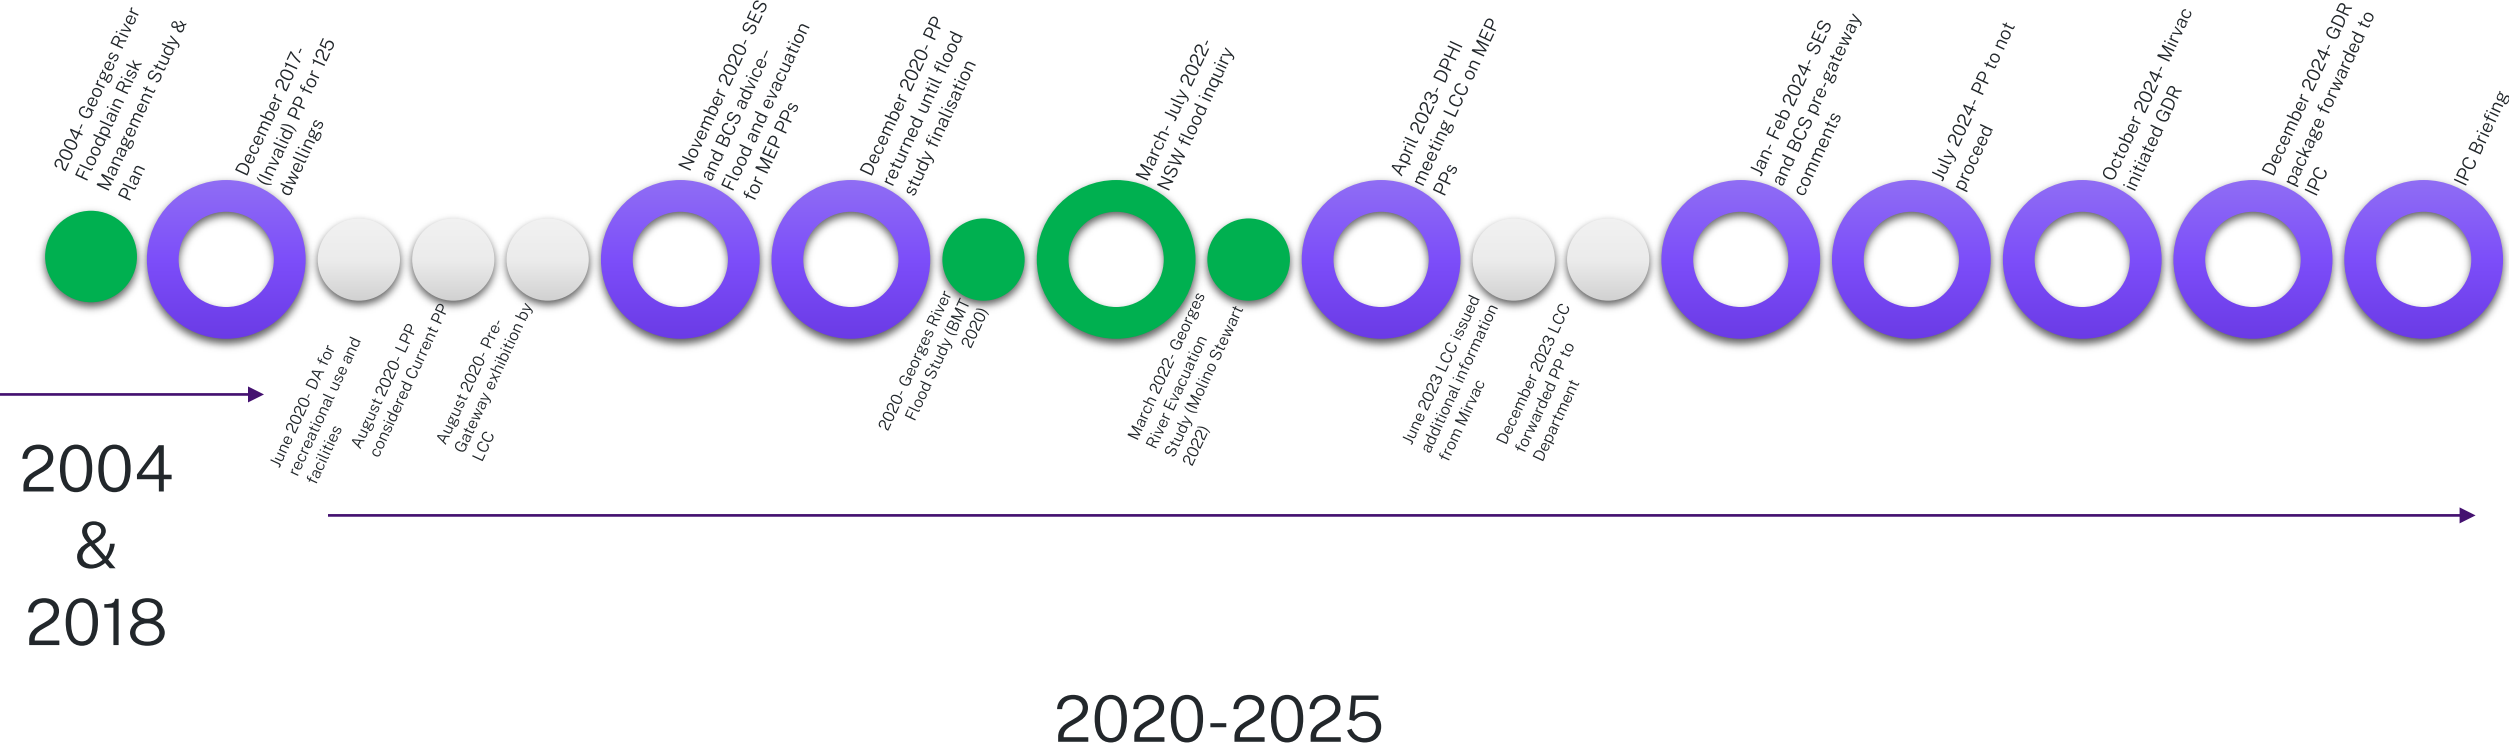 2004- Georges River
Floodplain Risk
Management Study &
Plan
December 2017-
(Invalid) PP for 125
dwellings
June 2020- DA for
recreational use and
facilities
August 2020- LPP
considered Current PP
August 2020- Pre-
Gateway exhibition by
LCC
November 2020- SES
and BCS advice–
Flood and evacuation
for MEP PPs
December 2020- PP
returned until flood
study finalisation
2020- Georges River
Flood Study (BMT
2020)
March- July 2022-
NSW flood inquiry
March 2022- Georges
River Evacuation
Study (Molino Stewart
2022)
April 2023- DPHI
meeting LCC on MEP
PPs
June 2023 LCC issued
additional information
from Mirvac
December 2023 LCC
forwarded PP to
Department
Jan- Feb 2024- SES
and BCS pre-gateway
comments
July 2024- PP to not
proceed
October 2024- Mirvac
initiated GDR
December 2024- GDR
package forwarded to
IPC
IPC Briefing
2004
&
2018
2020-2025